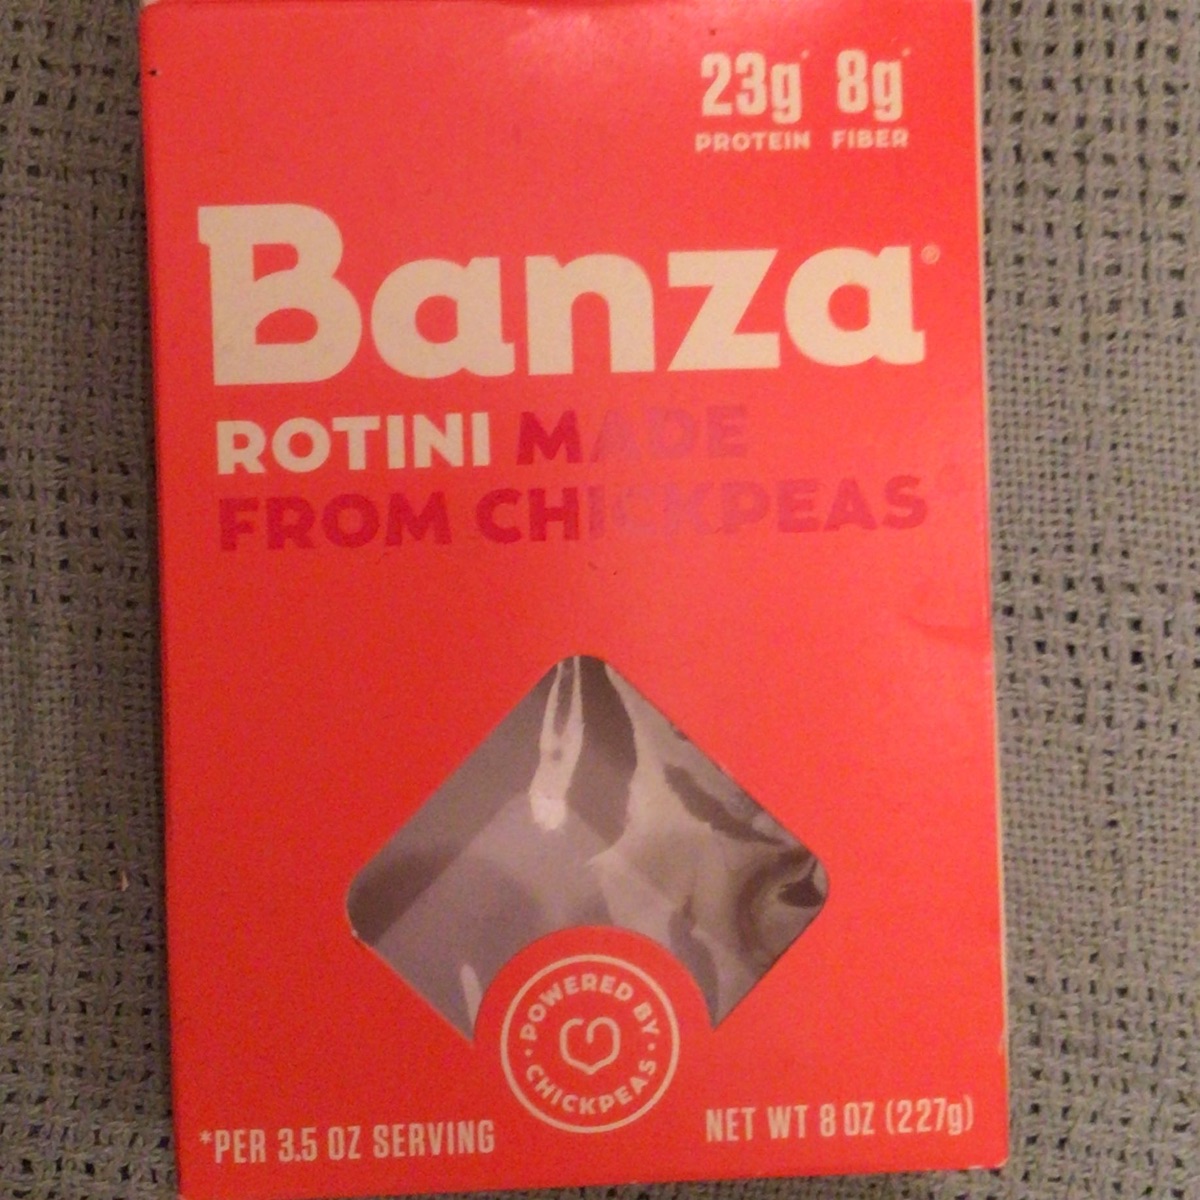 23g* 8g*
PROTEIN FIBER
Banza®
ROTINI MADE
FROM CHICKPEAS
POWERED BY
CHICKPEAS
*PER 3.5 OZ SERVING
NET WT 8 OZ (227g)